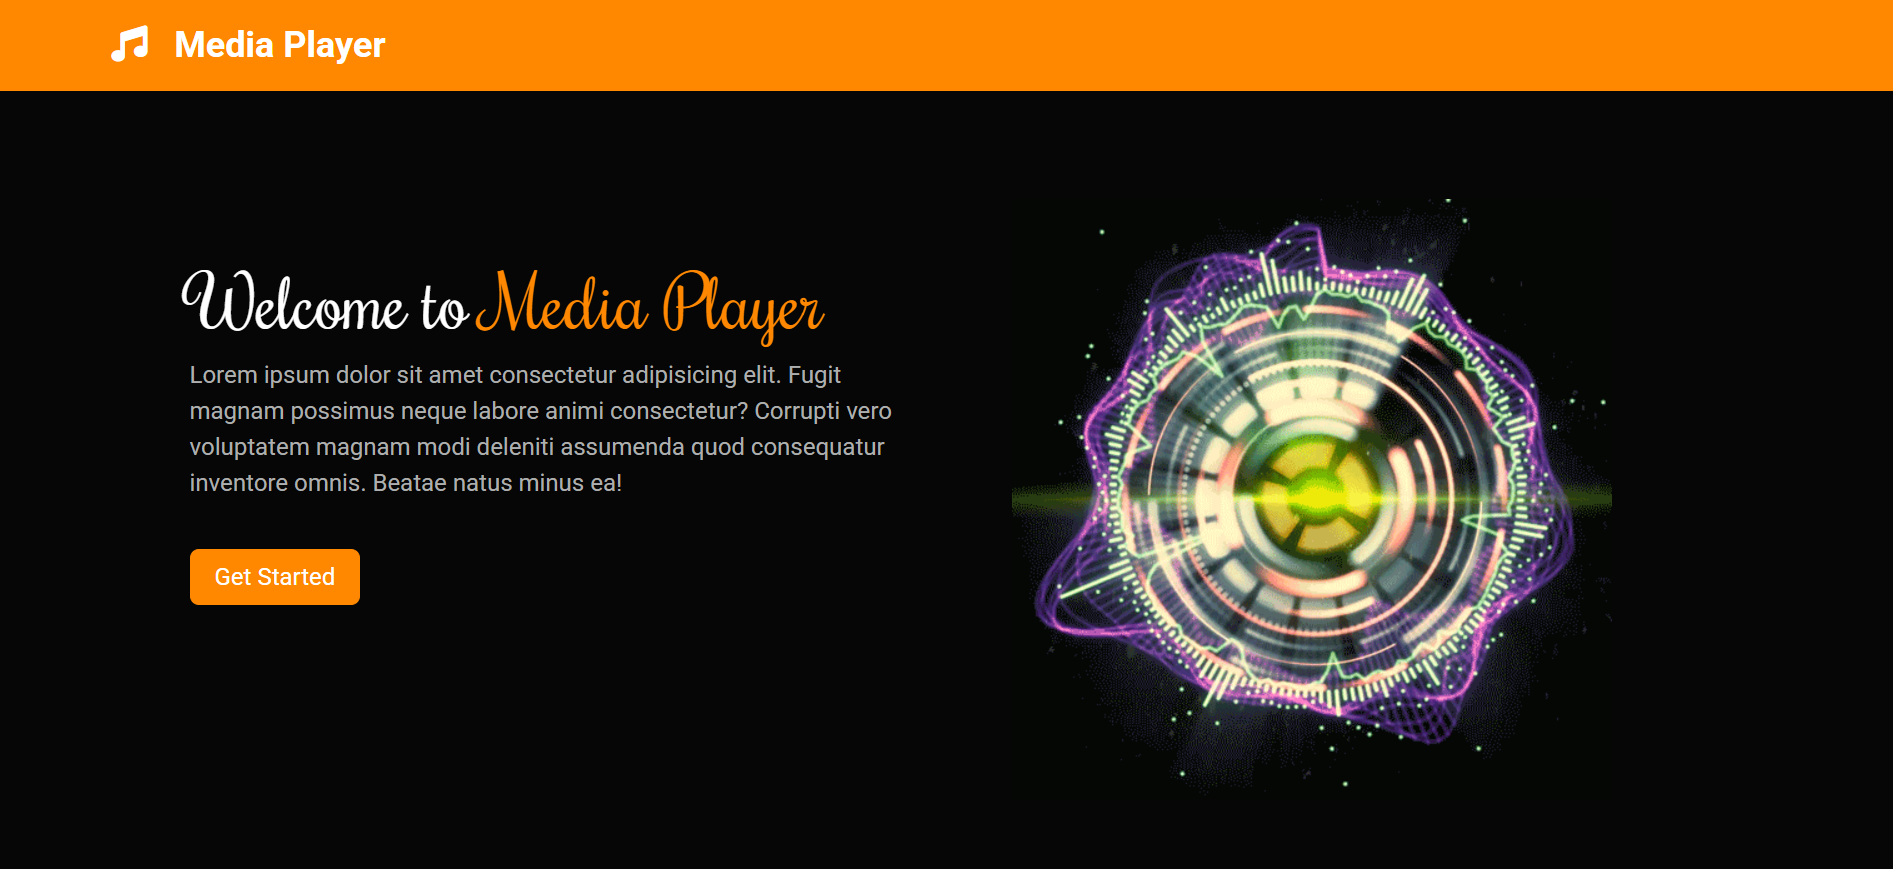 Media Player
Welcome to Media Player
Lorem ipsum dolor sit amet consectetur adipisicing elit. Fugit
magnam possimus neque labore animi consectetur? Corrupti vero
voluptatem magnam modi deleniti assumenda quod consequatur
inventore omnis. Beatae natus minus ea!
Get Started